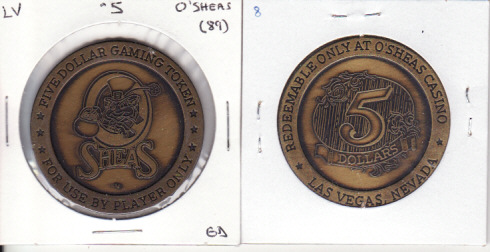 LV
5
O'SHEAS
(89)
FIVE DOLLAR GAMING TOKEN
O
SHEAS
FOR USE BY PLAYER ONLY
8
REDEEMABLE ONLY AT O'SHEAS CASINO
5
DOLLARS
LAS VEGAS, NEVADA